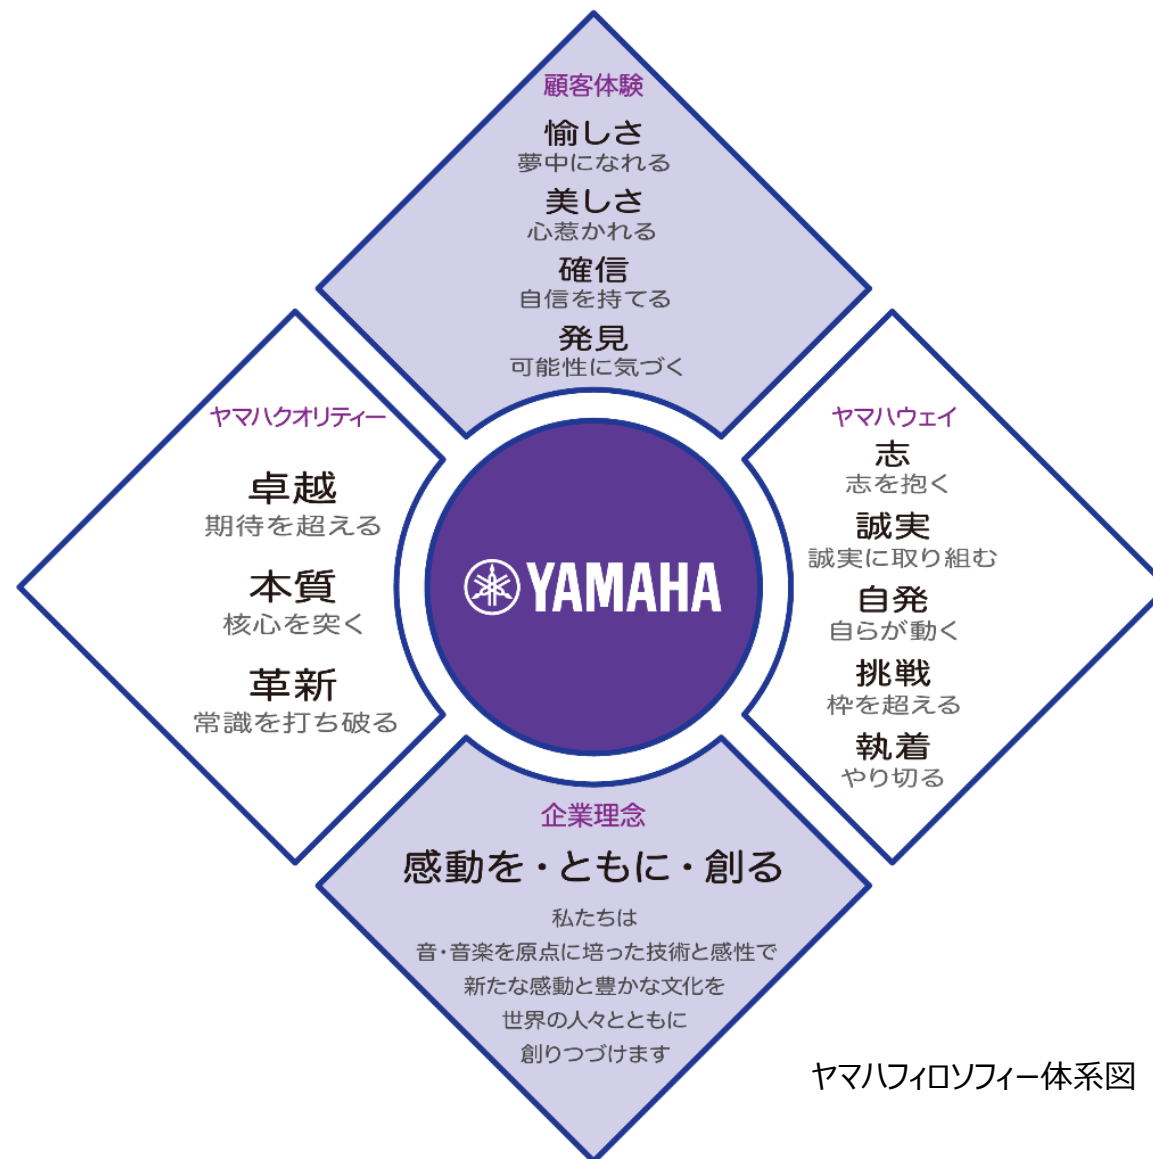 顧客体験
愉しさ
夢中になれる
美しさ
心惹かれる
確信
自信を持てる
発見
可能性に気づく
ヤマハクオリティー
卓越
期待を超える
本質
核心を突く
革新
常識を打ち破る
YAMAHA
ヤマハウェイ
志
志を抱く
誠実
誠実に取り組む
自発
自らが動く
挑戦
枠を超える
執着
やり切る
企業理念
感動を・ともに・創る
私たちは
音・音楽を原点に培った技術と感性で
新たな感動と豊かな文化を
世界の人々とともに
創りつづけます
ヤマハフィロソフィー体系図